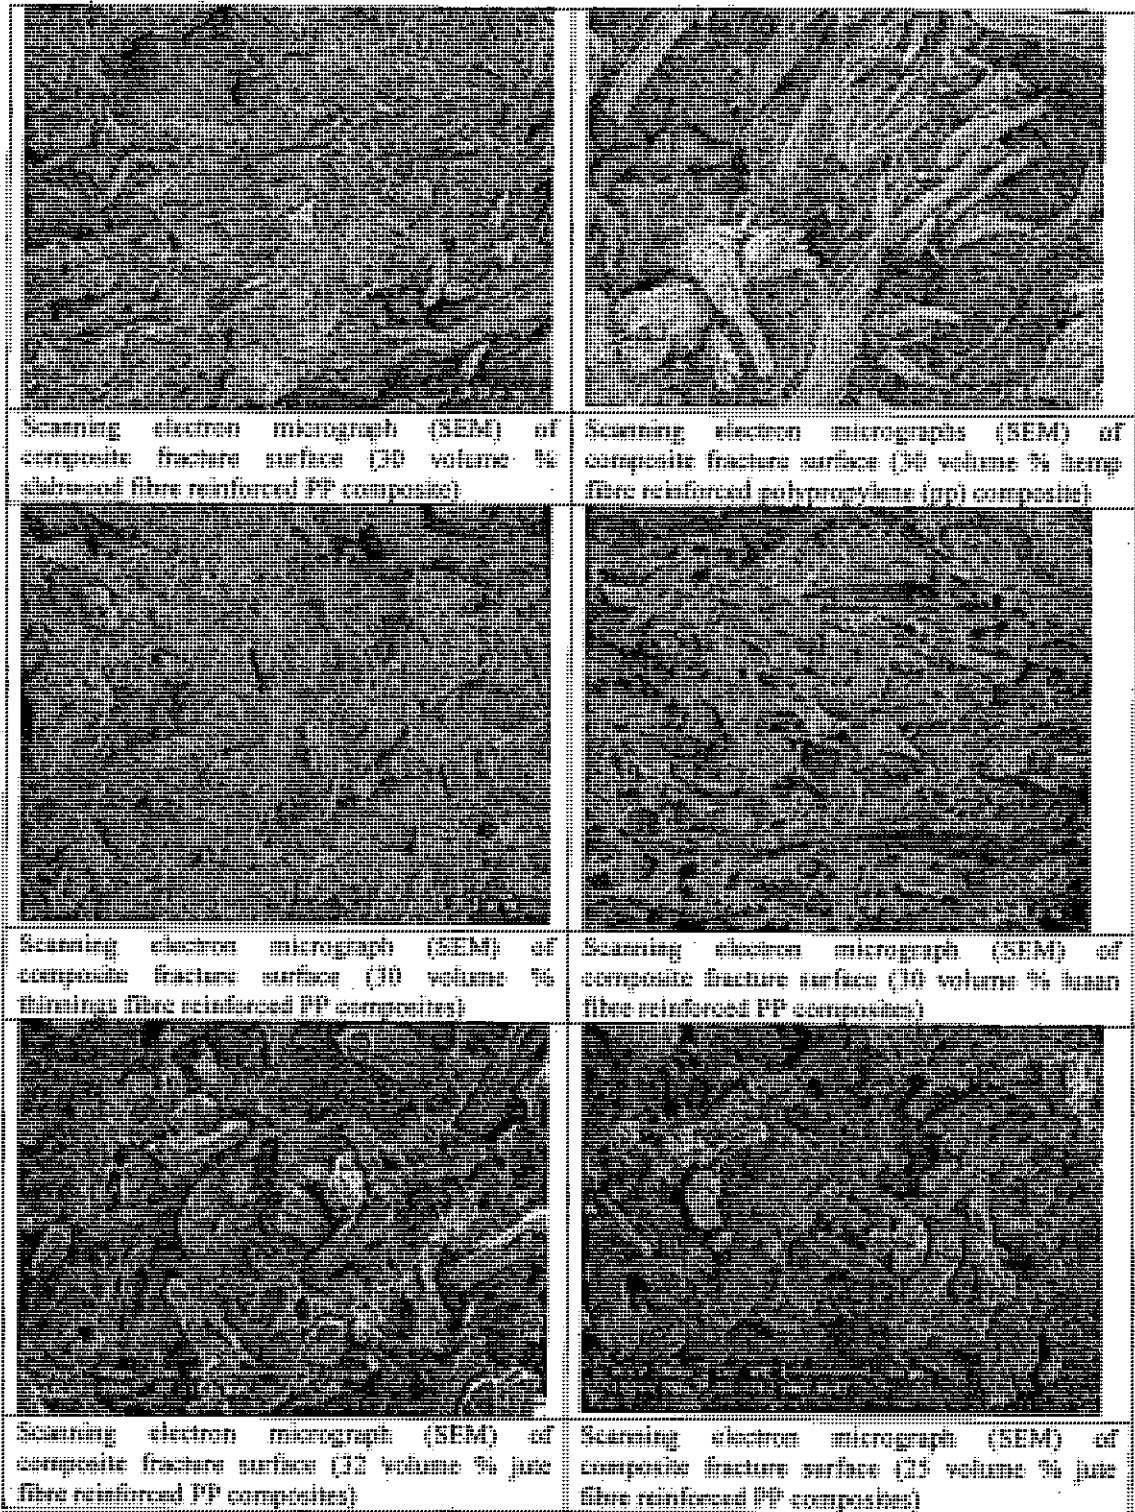 Scanning electron micrograph (SEM) of
composite fracture surface (30 volume %
fibre reinforced PP composite)
Scanning electron micrographs (SEM) of
composite fracture surface (30 volume % hemp
fibre reinforced polypropylene (pp) composite)
Scanning electron micrograph (SEM) of
composite fracture surface (30 volume %
thinnings fibre reinforced PP composites)
Scanning electron micrograph (SEM) of
composite fracture surface (30 volume %
fibre reinforced PP composites)
Scanning electron micrograph (SEM) of
composite fracture surface (32 volume % jute
fibre reinforced PP composites)
Scanning electron micrograph (SEM) of
composite fracture surface (25 volume % jute
fibre reinforced PP composites)